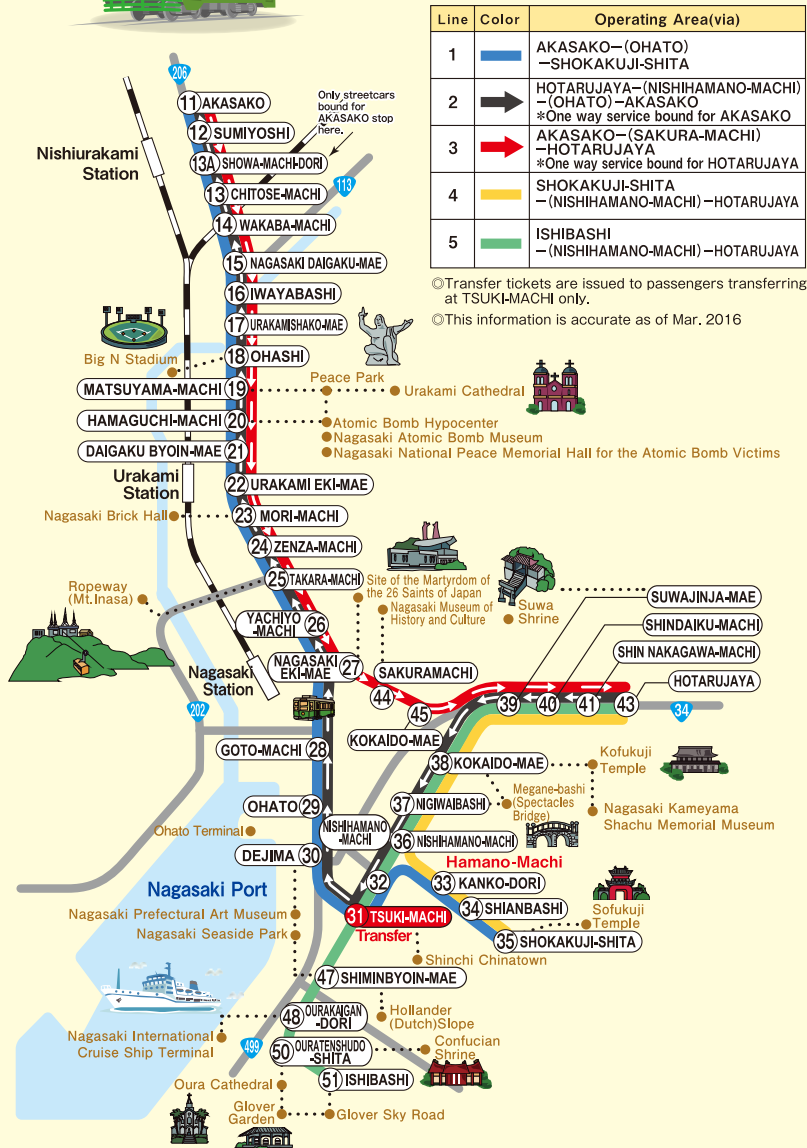 Line Color Operating Area(via)
1 AKASAKO–(OHATO)
–SHOKAKUJI-SHITA
2 HOTARUJAYA–(NISHIHAMANO-MACHI)
–(OHATO)–AKASAKO
*One way service bound for AKASAKO
3 AKASAKO–(SAKURA-MACHI)
–HOTARUJAYA
*One way service bound for HOTARUJAYA
4 SHOKAKUJI-SHITA
–(NISHIHAMANO-MACHI)–HOTARUJAYA
5 ISHIBASHI
–(NISHIHAMANO-MACHI)–HOTARUJAYA
◎Transfer tickets are issued to passengers transferring
at TSUKI-MACHI only.
◎This information is accurate as of Mar. 2016
206
11 AKASAKO
Only streetcars
bound for
AKASAKO stop
here.
12 SUMIYOSHI
Nishiurakami
Station
13A SHOWA-MACHI-DORI
113
13 CHITOSE-MACHI
14 WAKABA-MACHI
15 NAGASAKI DAIGAKU-MAE
16 IWAYABASHI
17 URAKAMISHAKO-MAE
Big N Stadium
18 OHASHI
MATSUYAMA-MACHI 19
Peace Park
Urakami Cathedral
HAMAGUCHI-MACHI 20
Atomic Bomb Hypocenter
Nagasaki Atomic Bomb Museum
DAIGAKU BYOIN-MAE 21
Nagasaki National Peace Memorial Hall for the Atomic Bomb Victims
Urakami
Station
22 URAKAMI EKI-MAE
Nagasaki Brick Hall
23 MORI-MACHI
24 ZENZA-MACHI
25 TAKARA-MACHI
Site of the Martyrdom of
the 26 Saints of Japan
Nagasaki Museum of
History and Culture
Suwa
Shrine
Ropeway
(Mt.Inasa)
YACHIYO
-MACHI 26
NAGASAKI
EKI-MAE 27
Nagasaki
Station
SAKURAMACHI
44
45
KOKAIDO-MAE
SUWAJINJA-MAE
SHINDAIKU-MACHI
SHIN NAKAGAWA-MACHI
HOTARUJAYA
39
40
41
43
34
202
GOTO-MACHI 28
38 KOKAIDO-MAE
Kofukuji
Temple
Megane-bashi
(Spectacles
Bridge)
Nagasaki Kameyama
Shachu Memorial Museum
37 NIGIWAIBASHI
OHATO 29
Ohato Terminal
NISHIHAMANO
-MACHI
36 NISHIHAMANO-MACHI
DEJIMA 30
Hamano-Machi
32
33 KANKO-DORI
34 SHIANBASHI
35 SHOKAKUJI-SHITA
Sofukuji
Temple
Nagasaki Port
31 TSUKI-MACHI
Transfer
Nagasaki Prefectural Art Museum
Nagasaki Seaside Park
Shinchi Chinatown
47 SHIMINBYOIN-MAE
Hollander
(Dutch)Slope
48 OURAKAIGAN
-DORI
Nagasaki International
Cruise Ship Terminal
499
50 OURATENSHUDO
-SHITA
Confucian
Shrine
51 ISHIBASHI
Oura Cathedral
Glover
Garden
Glover Sky Road